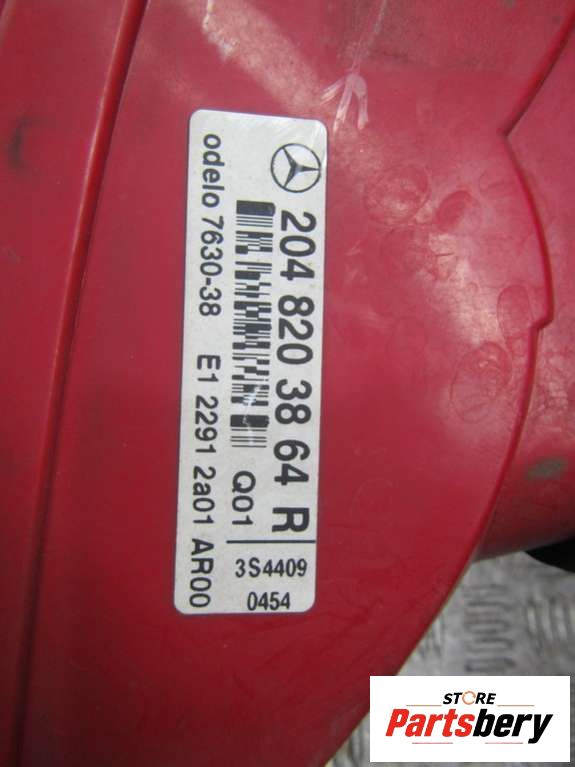 204 820 38 64 R
Q01
odelo 7630-38 E1 2291 2a01 AR00
3S4409
0454
STORE
Partsbery